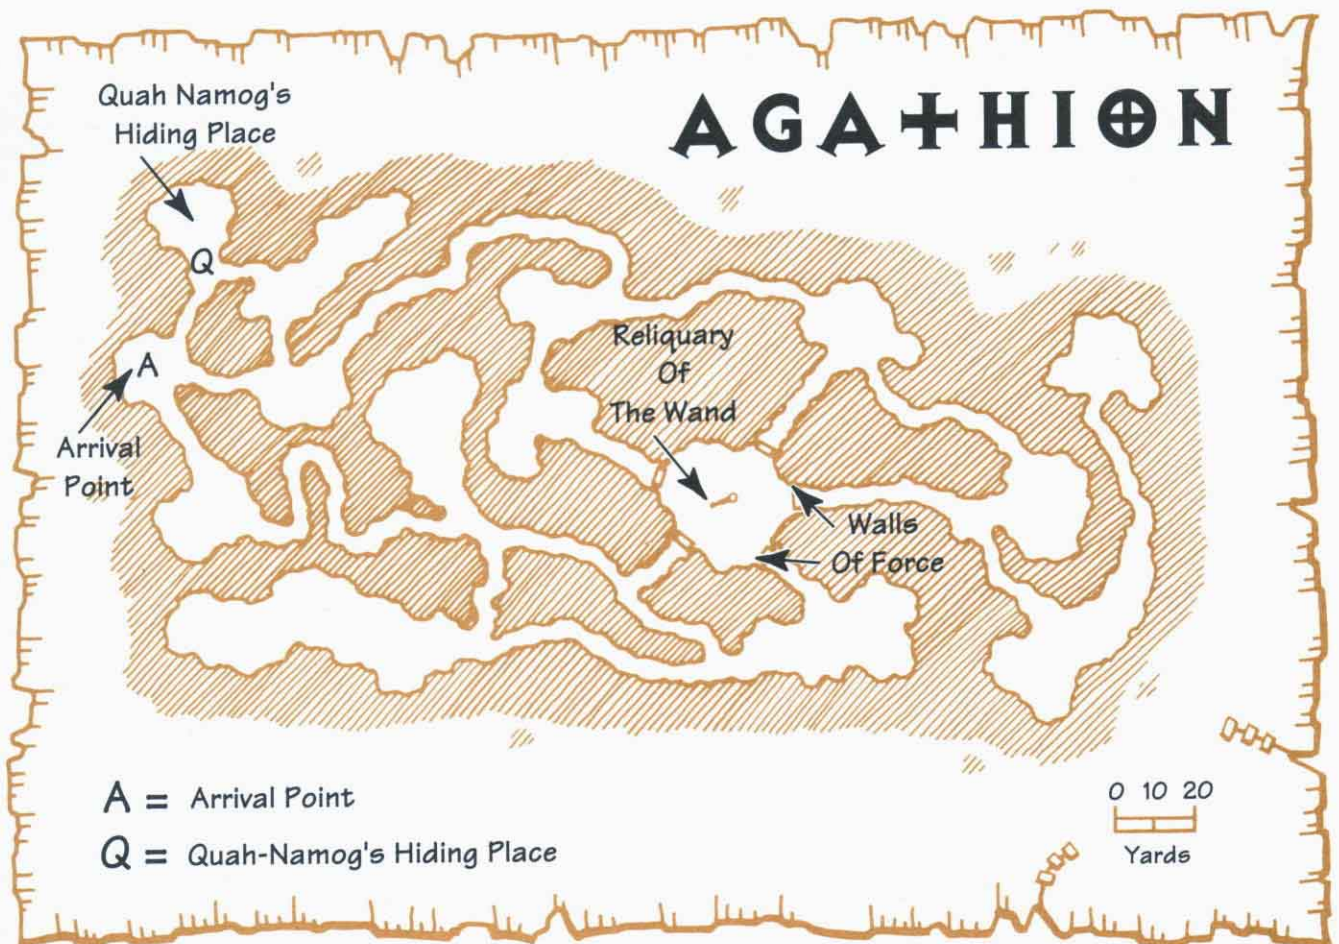 AGATHION
Quah Namog's
Hiding Place
Q
A
Arrival
Point
Reliquary
Of
The Wand
Walls
Of Force
A = Arrival Point
Q = Quah-Namog's Hiding Place
0 10 20
Yards